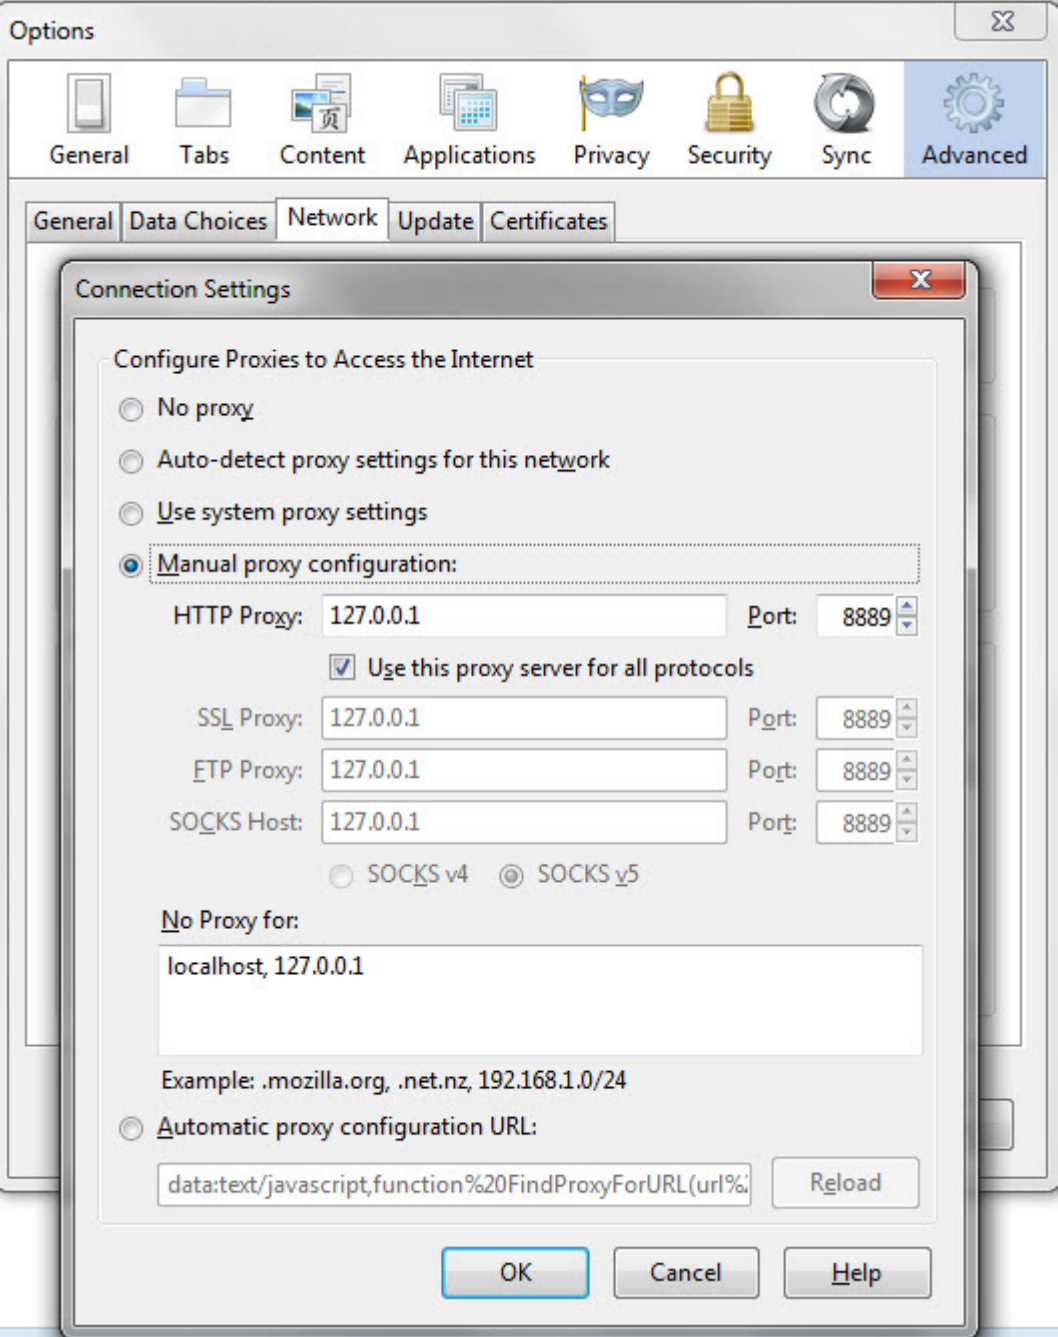 Options
页
General Tabs Content Applications Privacy Security Sync Advanced
General Data Choices Network Update Certificates
Connection Settings
Configure Proxies to Access the Internet
No proxy
Auto-detect proxy settings for this network
Use system proxy settings
Manual proxy configuration:
HTTP Proxy: 127.0.0.1 Port: 8889
Use this proxy server for all protocols
SSL Proxy: 127.0.0.1 Port: 8889
FTP Proxy: 127.0.0.1 Port: 8889
SOCKS Host: 127.0.0.1 Port: 8889
SOCKS v4 SOCKS v5
No Proxy for:
localhost, 127.0.0.1
Example: .mozilla.org, .net.nz, 192.168.1.0/24
Automatic proxy configuration URL:
data:text/javascript,function%20FindProxyForURL(url%2 Reload
OK Cancel Help